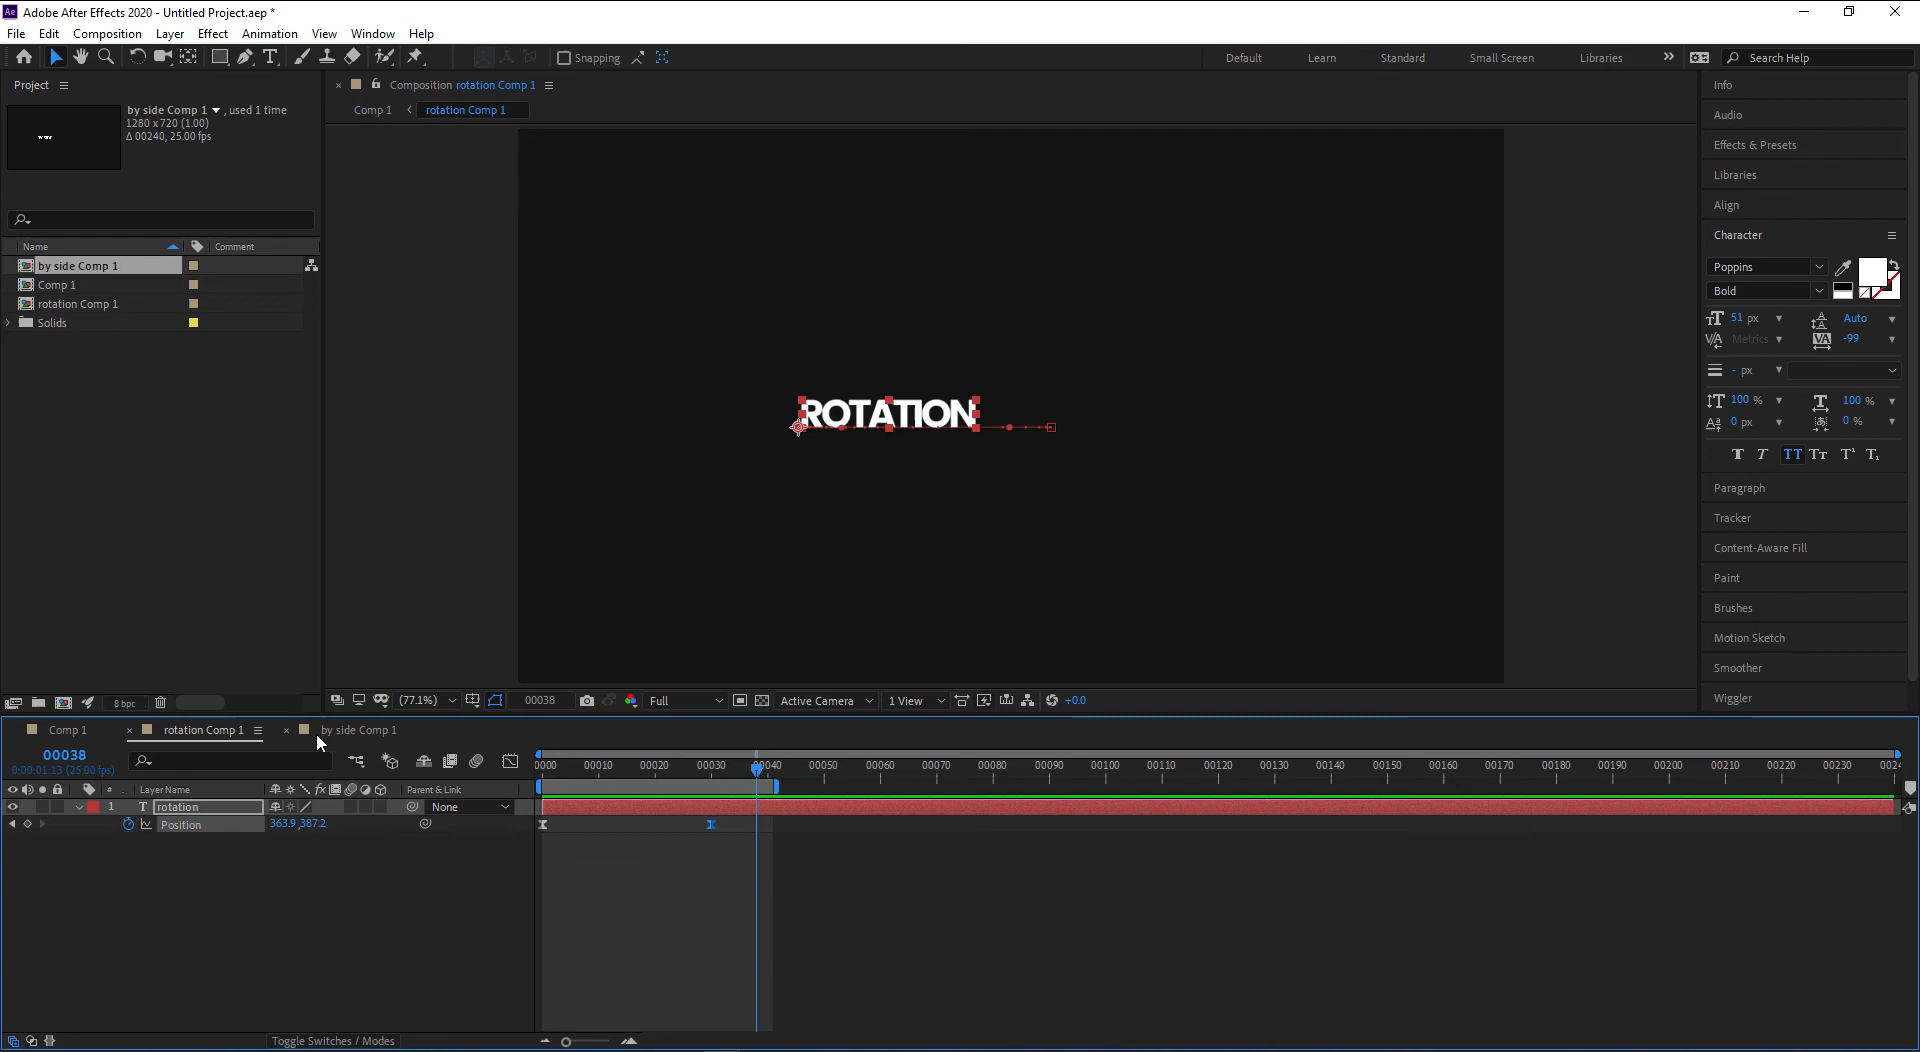 Adobe After Effects 2020 - Untitled Project.aep *
File Edit Composition Layer Effect Animation View Window Help
Snapping
Default Learn Standard Small Screen Libraries Search Help
Project
by side Comp 1 , used 1 time
1280 x 720 (1.00)
Δ 00240, 25.00 fps
Name Comment
by side Comp 1
Comp 1
rotation Comp 1
Solids
8 bpc
Composition rotation Comp 1
Comp 1 rotation Comp 1
ROTATION
(77.1%) 00038 Full Active Camera 1 View +0.0
Info
Audio
Effects & Presets
Libraries
Align
Character
Poppins
Bold
51 px Auto
Metrics -99
- px
100 % 100 %
0 px 0 %
Paragraph
Tracker
Content-Aware Fill
Paint
Brushes
Motion Sketch
Smoother
Wiggler
Comp 1 rotation Comp 1 by side Comp 1
00038
0:00:01:13 (25.00 fps)
0000 00010 00020 00030 00040 00050 00060 00070 00080 00090 00100 00110 00120 00130 00140 00150 00160 00170 00180 00190 00200 00210 00220 00230 0024
# Layer Name Parent & Link
1 T rotation None
Position 363.9,387.2
Toggle Switches / Modes